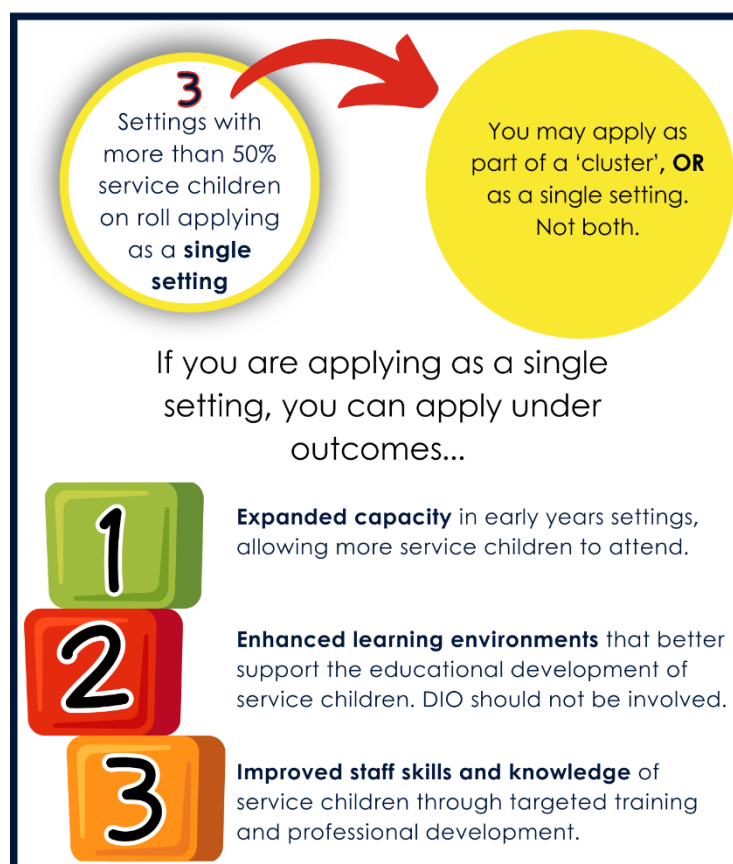 3
Settings with
more than 50%
service children
on roll applying
as a single
setting
You may apply as
part of a ‘cluster’, OR
as a single setting.
Not both.
If you are applying as a single
setting, you can apply under
outcomes...
1
Expanded capacity in early years settings,
allowing more service children to attend.
2
Enhanced learning environments that better
support the educational development of
service children. DIO should not be involved.
3
Improved staff skills and knowledge of
service children through targeted training
and professional development.